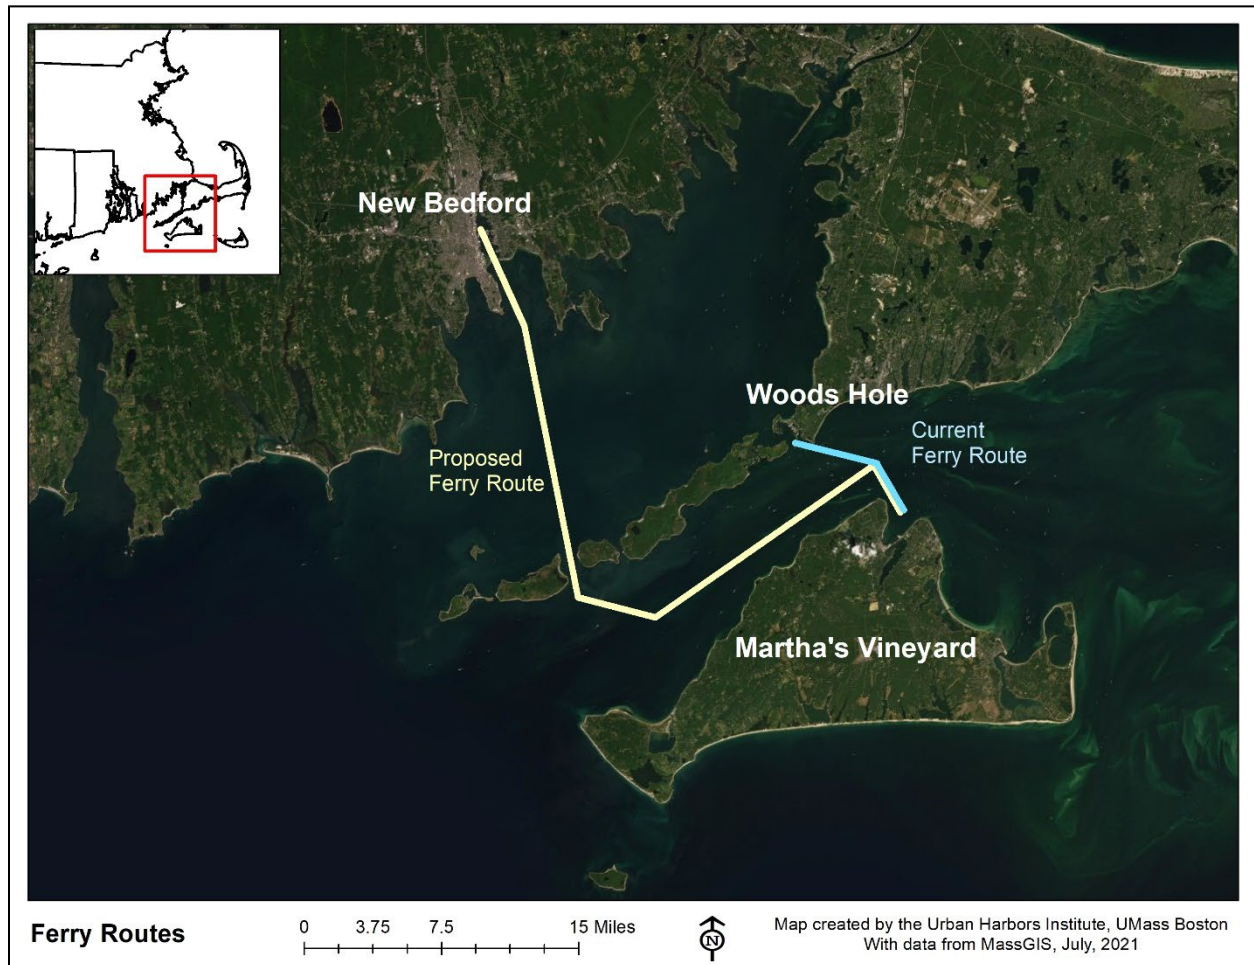 New Bedford
Woods Hole
Current
Ferry Route
Proposed
Ferry Route
Martha's Vineyard
Ferry Routes
0 3.75 7.5 15 Miles
N
Map created by the Urban Harbors Institute, UMass Boston
With data from MassGIS, July, 2021